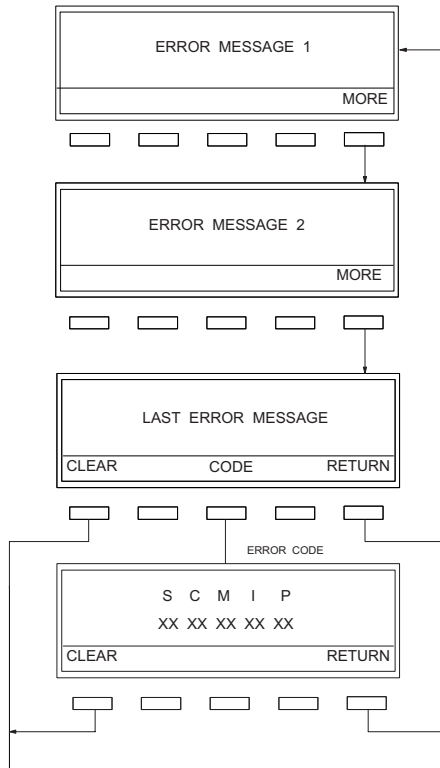 ERROR MESSAGE 1
MORE
ERROR MESSAGE 2
MORE
LAST ERROR MESSAGE
CLEAR CODE RETURN
ERROR CODE
S C M I P
XX XX XX XX XX
CLEAR RETURN